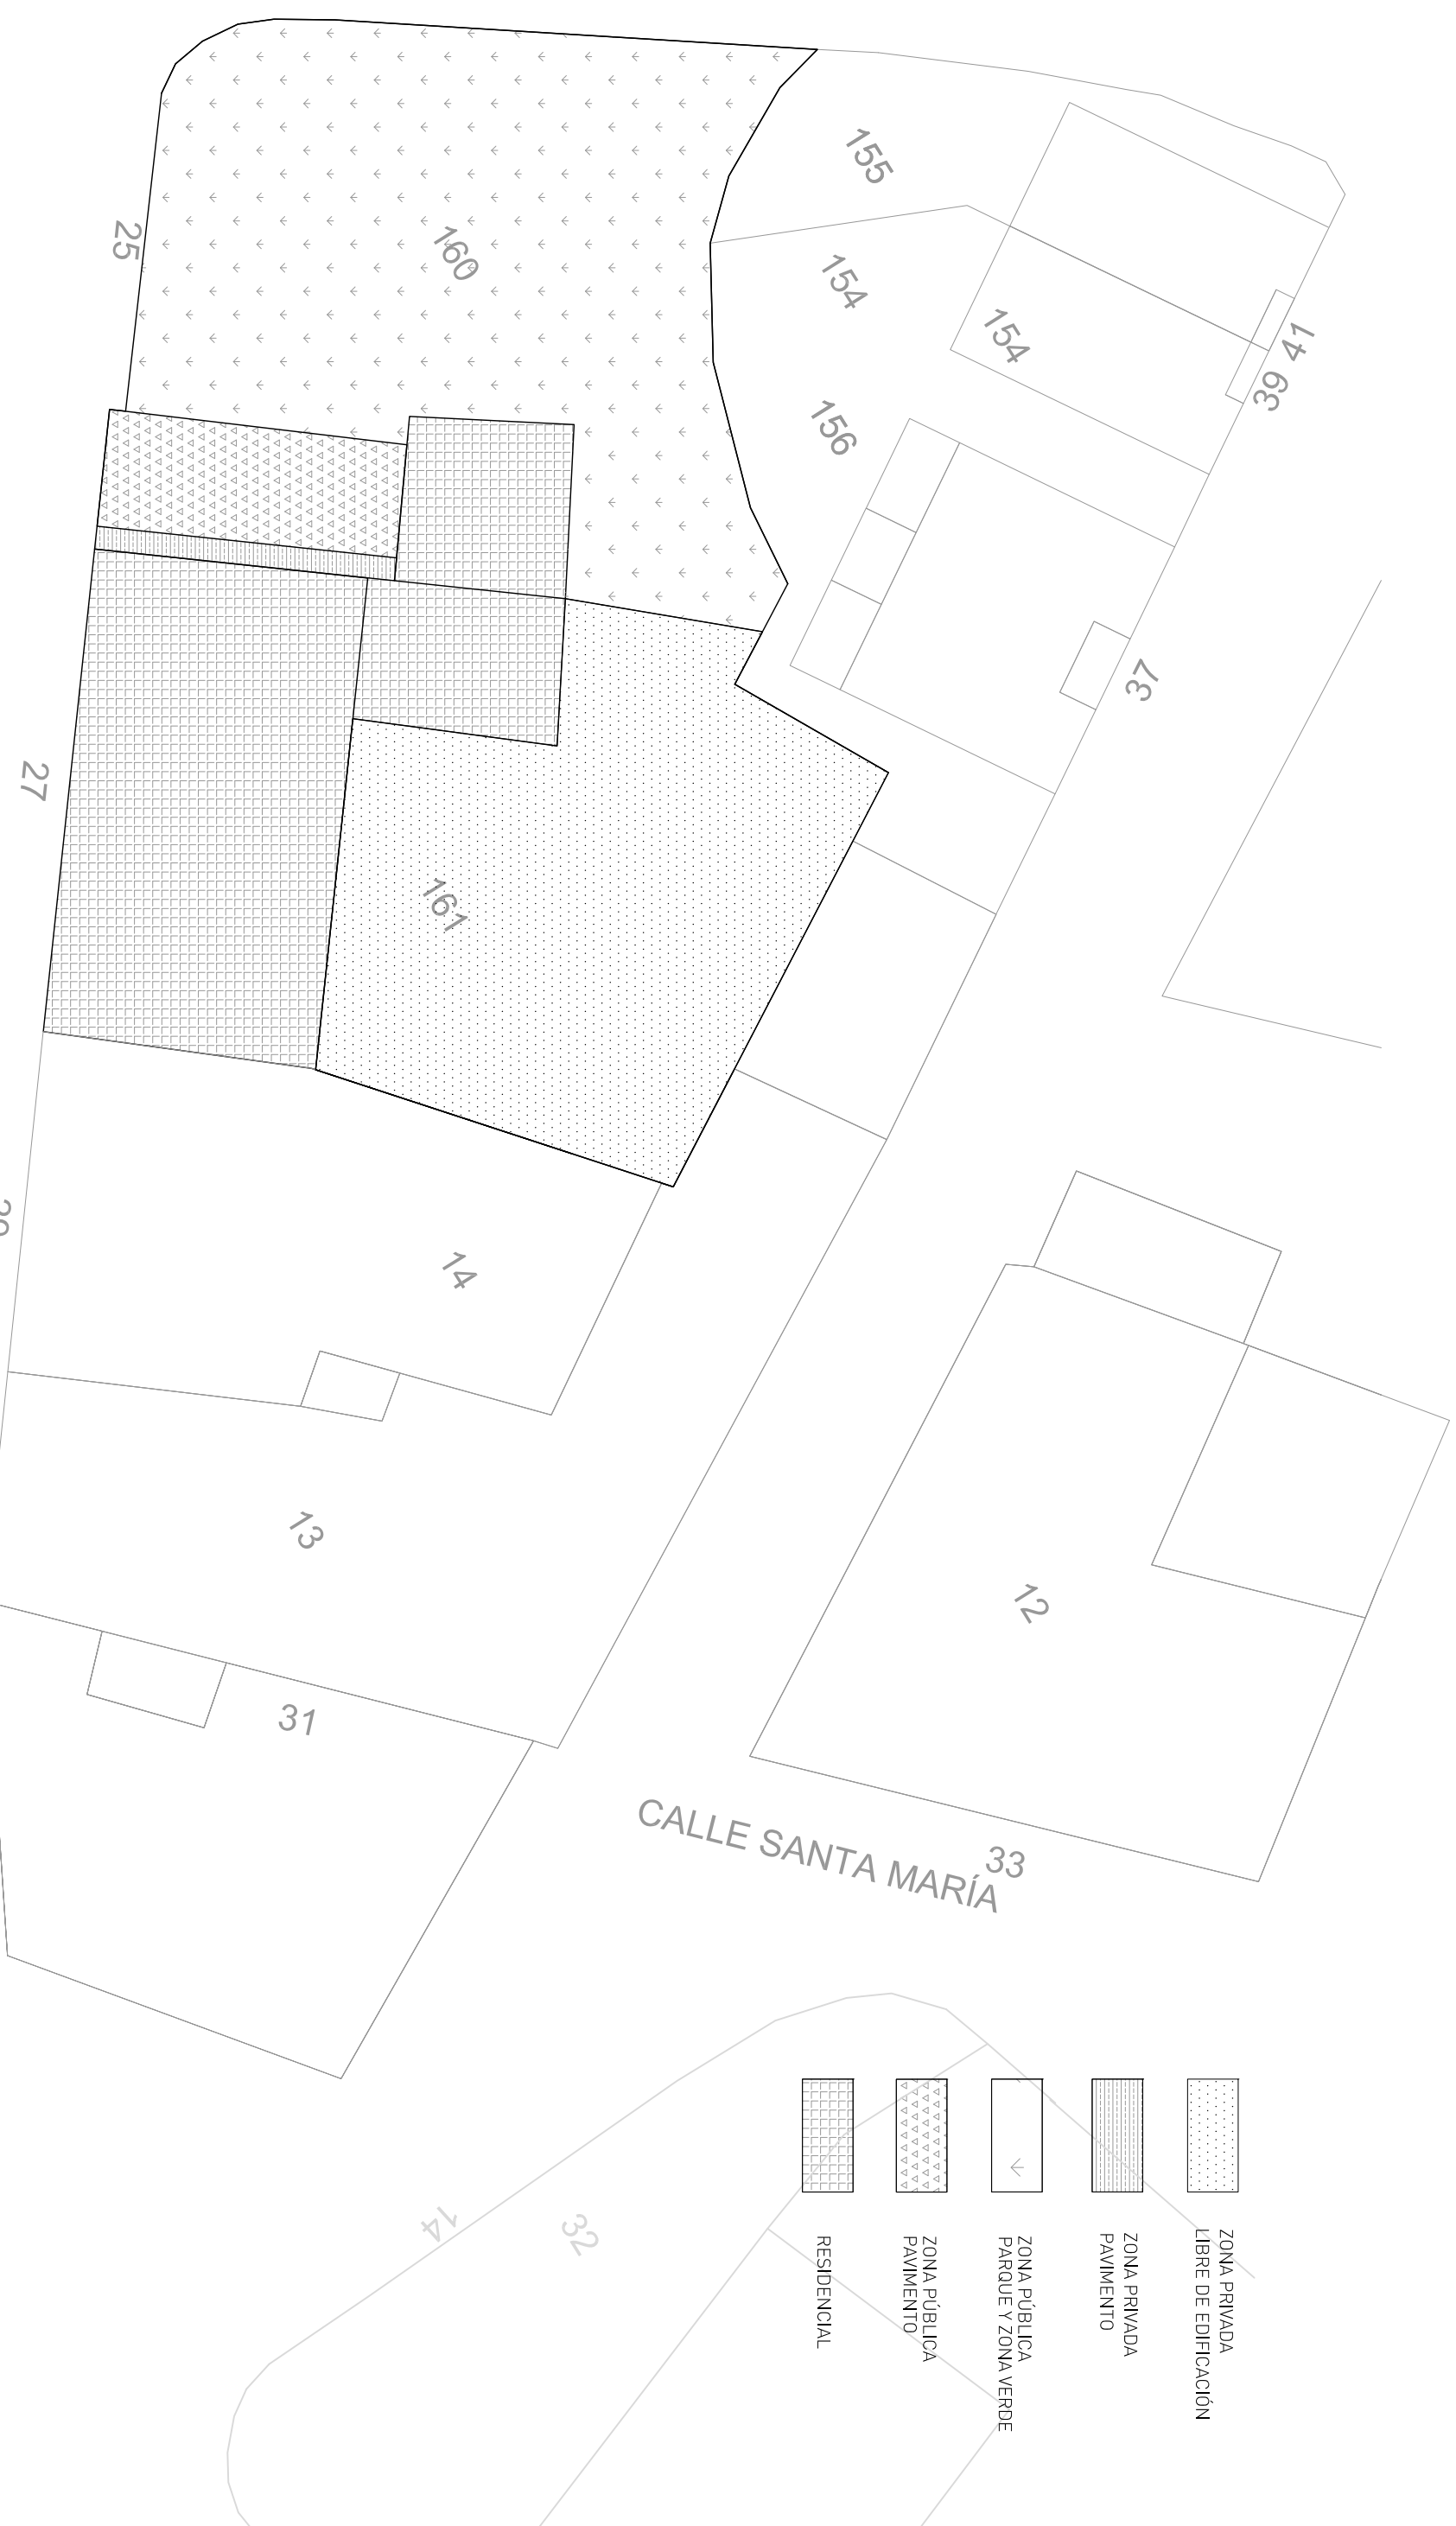 155
25
160
154
154
41
39
156
37
27
161
14
13
12
31
CALLE SANTA MARÍA
33
14
32
ZONA PRIVADA
LIBRE DE EDIFICACIÓN
ZONA PRIVADA
PAVIMENTO
ZONA PÚBLICA
PARQUE Y ZONA VERDE
ZONA PÚBLICA
PAVIMENTO
RESIDENCIAL